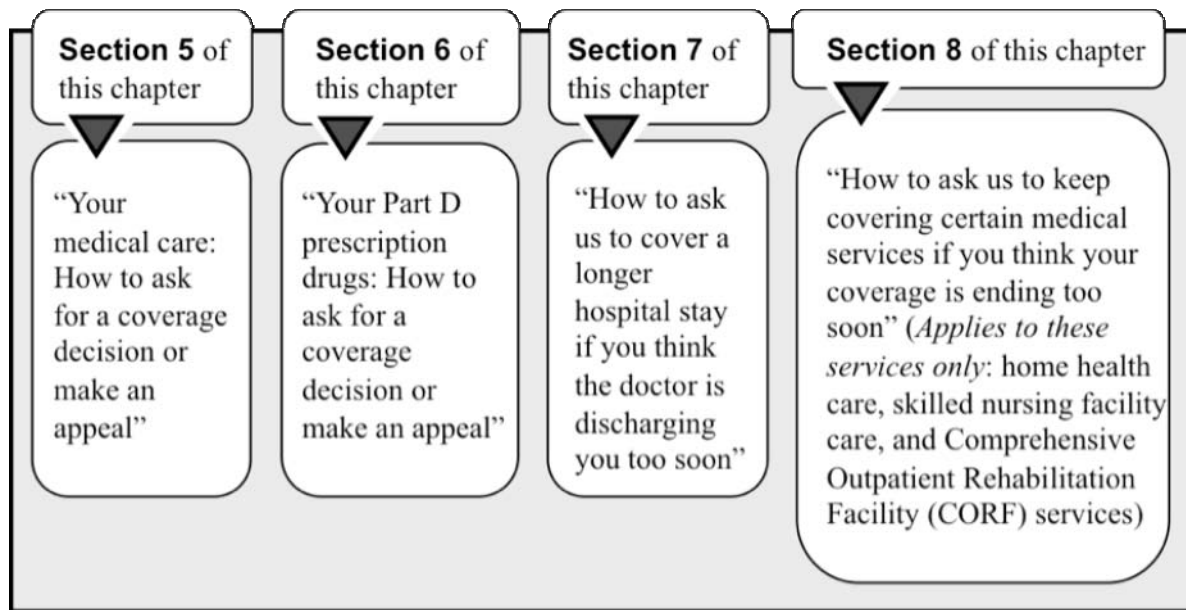 Section 5 of
this chapter
“Your
medical care:
How to ask
for a coverage
decision or
make an
appeal”
Section 6 of
this chapter
“Your Part D
prescription
drugs: How to
ask for a
coverage
decision or
make an appeal”
Section 7 of
this chapter
“How to ask
us to cover a
longer
hospital stay
if you think
the doctor is
discharging
you too soon”
Section 8 of this chapter
“How to ask us to keep
covering certain medical
services if you think your
coverage is ending too
soon” (Applies to these
services only: home health
care, skilled nursing facility
care, and Comprehensive
Outpatient Rehabilitation
Facility (CORF) services)